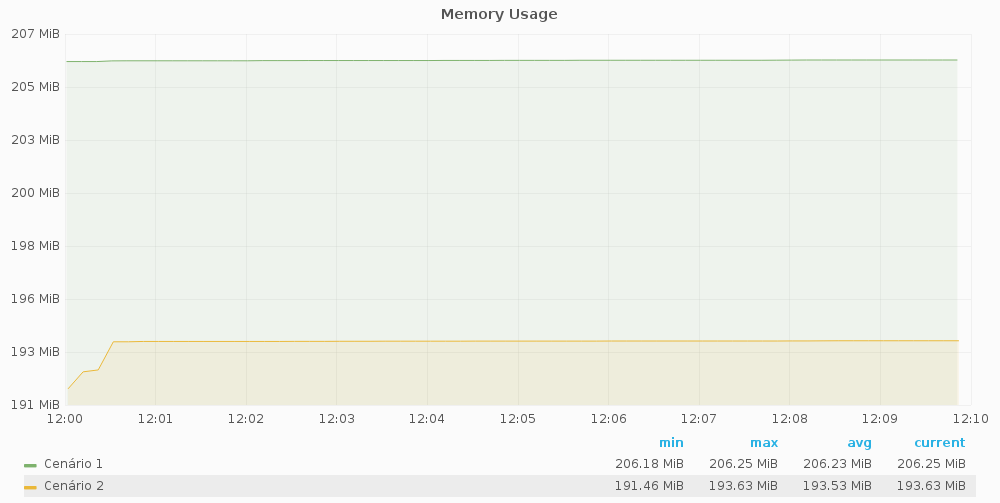 Memory Usage
207 MiB
205 MiB
203 MiB
200 MiB
198 MiB
196 MiB
193 MiB
191 MiB
12:00 12:01 12:02 12:03 12:04 12:05 12:06 12:07 12:08 12:09 12:10
min max avg current
Cenário 1 206.18 MiB 206.25 MiB 206.23 MiB 206.25 MiB
Cenário 2 191.46 MiB 193.63 MiB 193.53 MiB 193.63 MiB